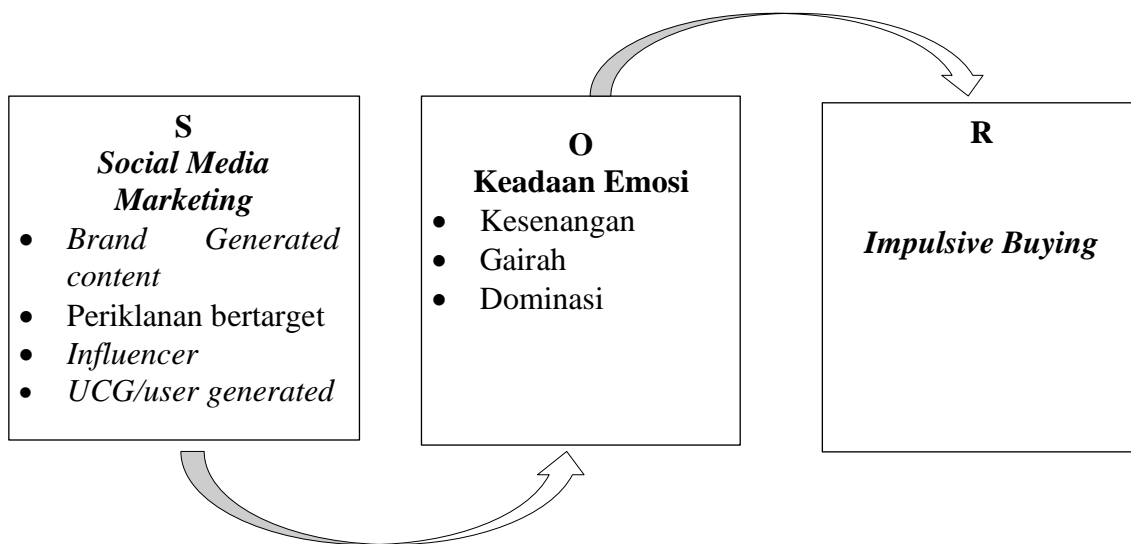 S
Social Media
Marketing
• Brand Generated
content
• Periklanan bertarget
• Influencer
• UCG/user generated
O
Keadaan Emosi
• Kesenangan
• Gairah
• Dominasi
R
Impulsive Buying